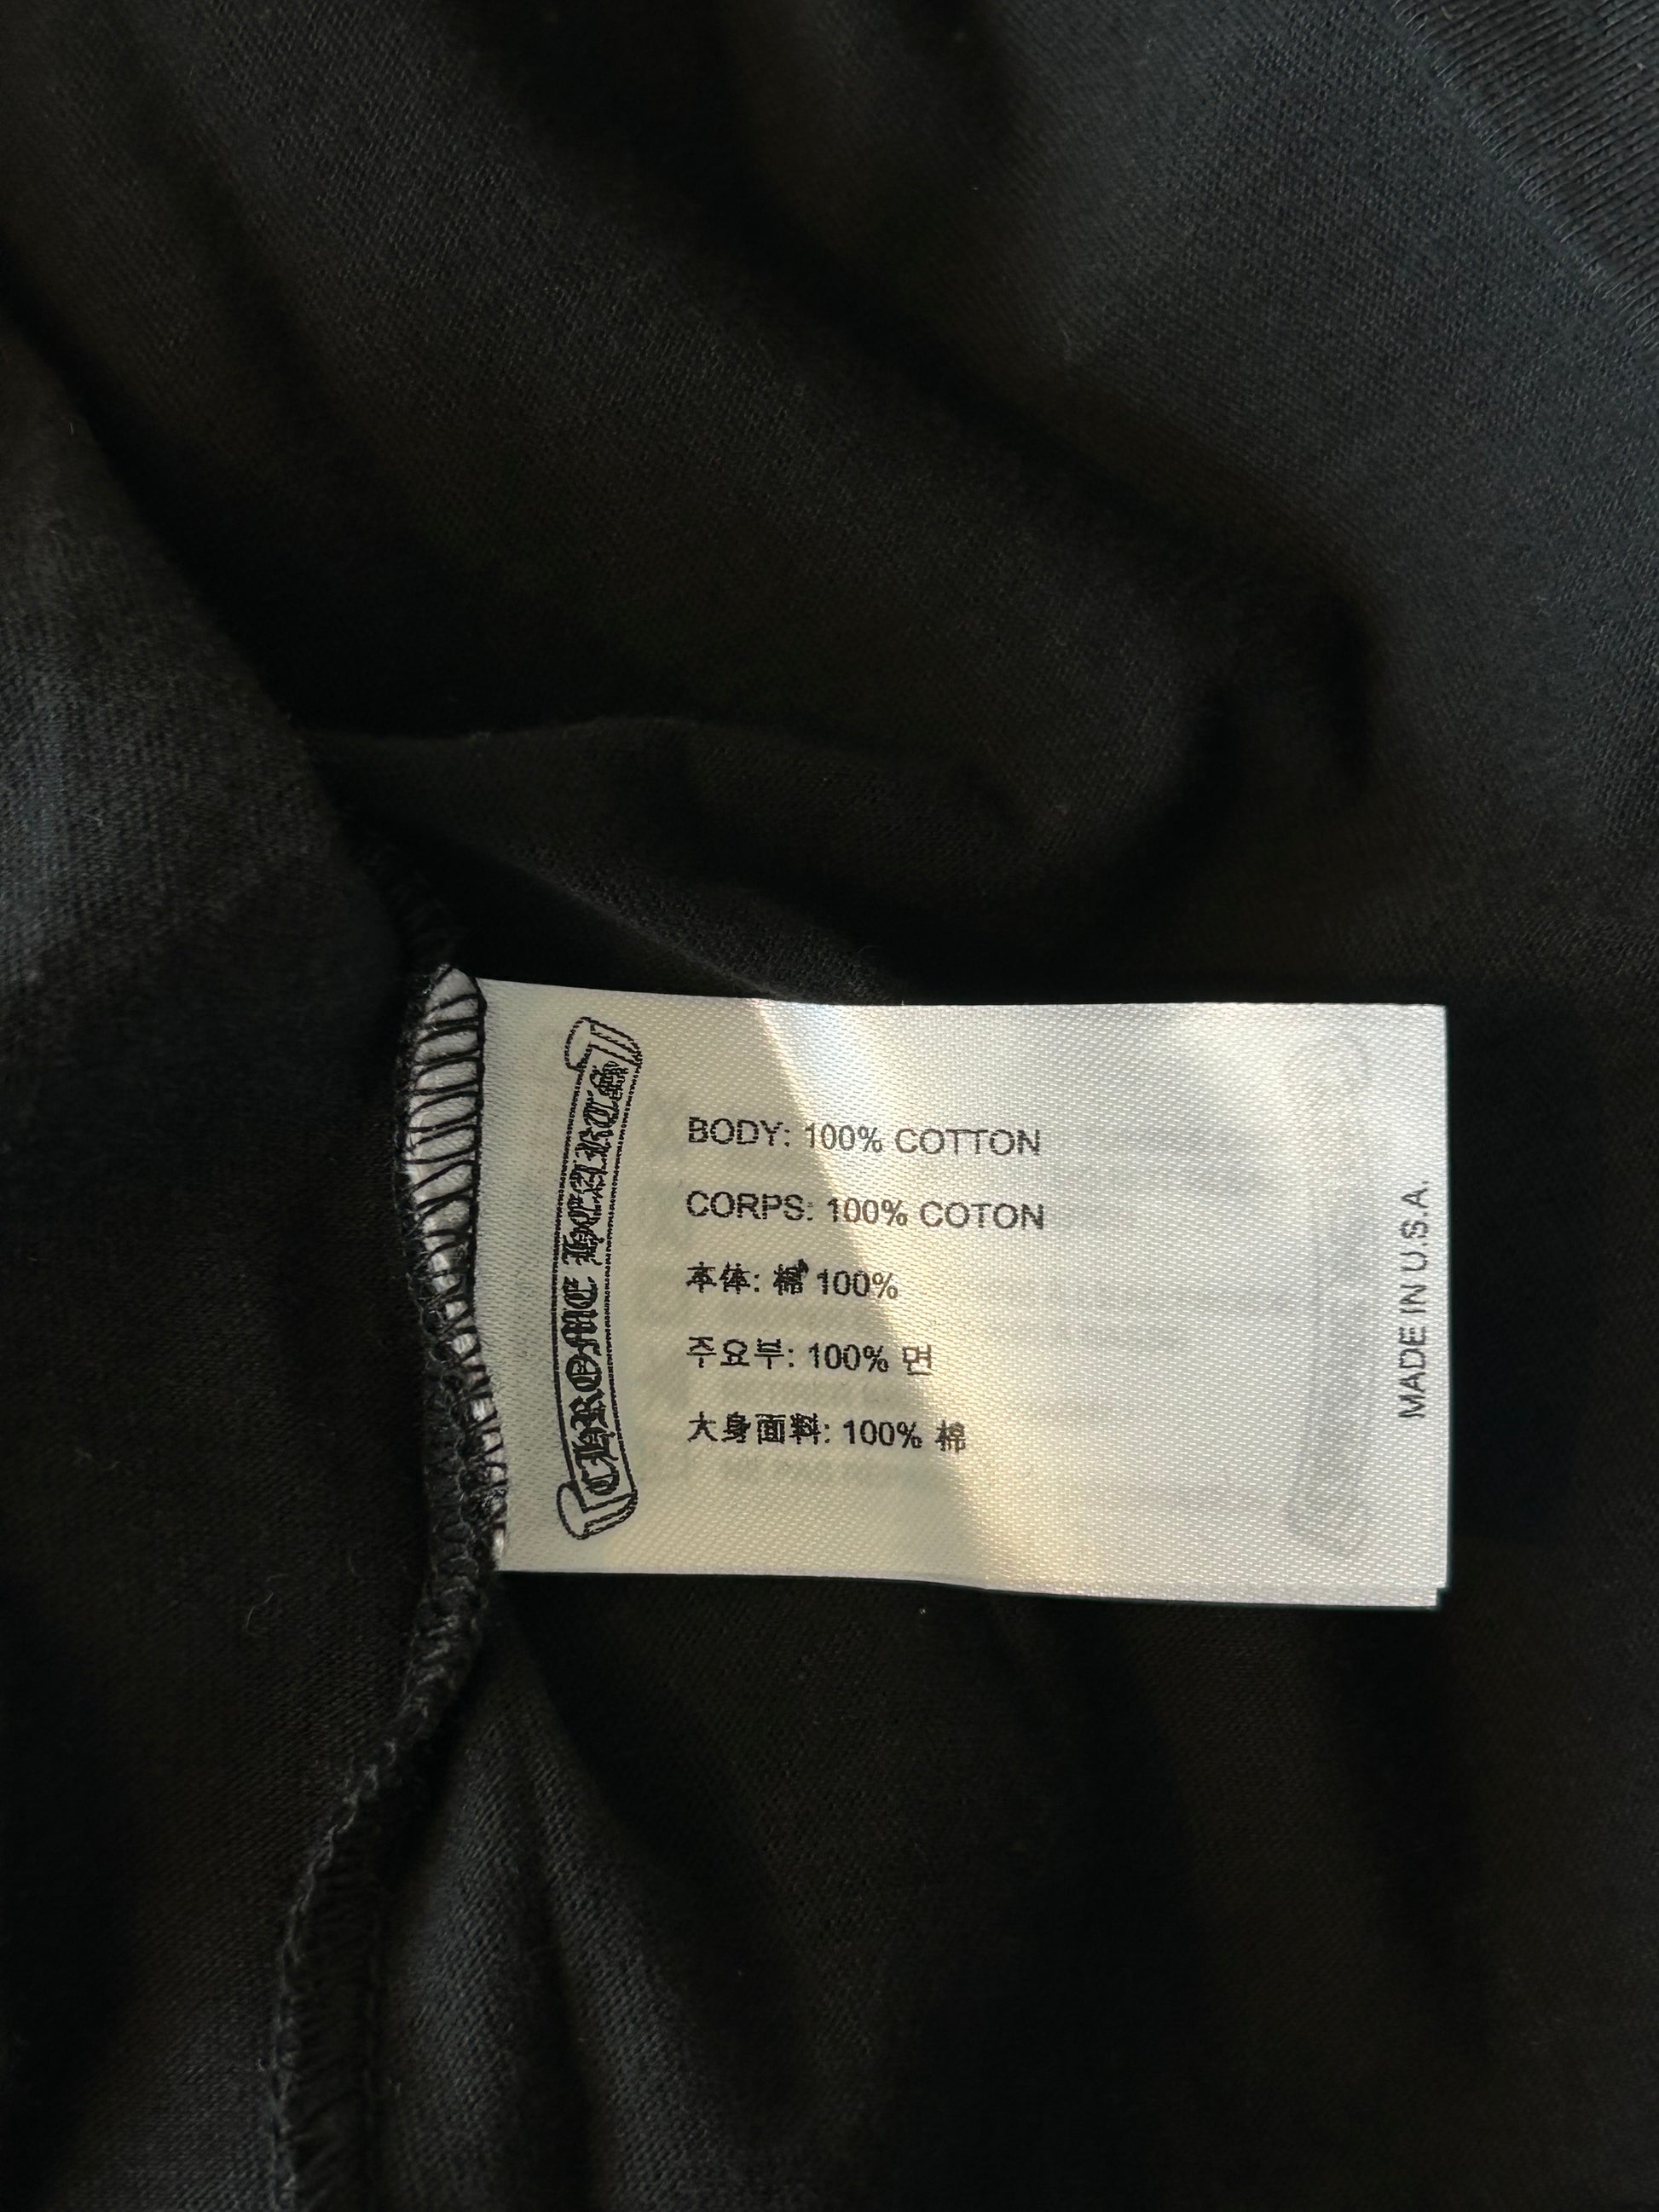 CHROME HEARTS
BODY: 100% COTTON
CORPS: 100% COTON
本体: 棉 100%
주요부: 100% 면
大身面料: 100% 棉
MADE IN U.S.A.